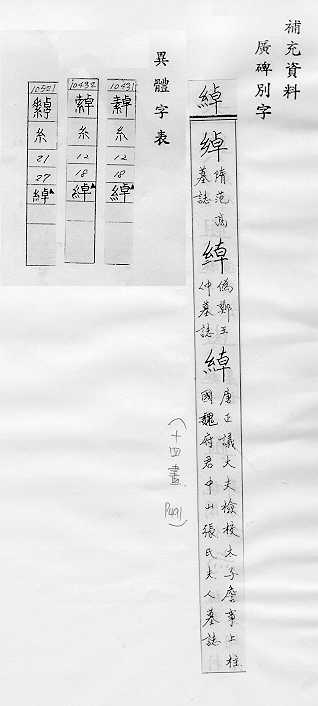 補充資料
廣碑別字
綽
綽 隋范高墓誌
綽 偽鄭王仲墓誌
綽 唐正議大夫檢校太子詹事上柱國魏府君中山張氏夫人墓誌
(十四畫 P491)
異體字表
10431
繛
糸
12
18
綽
10432
糸
12
18
綽
10501
糸
21
27
綽